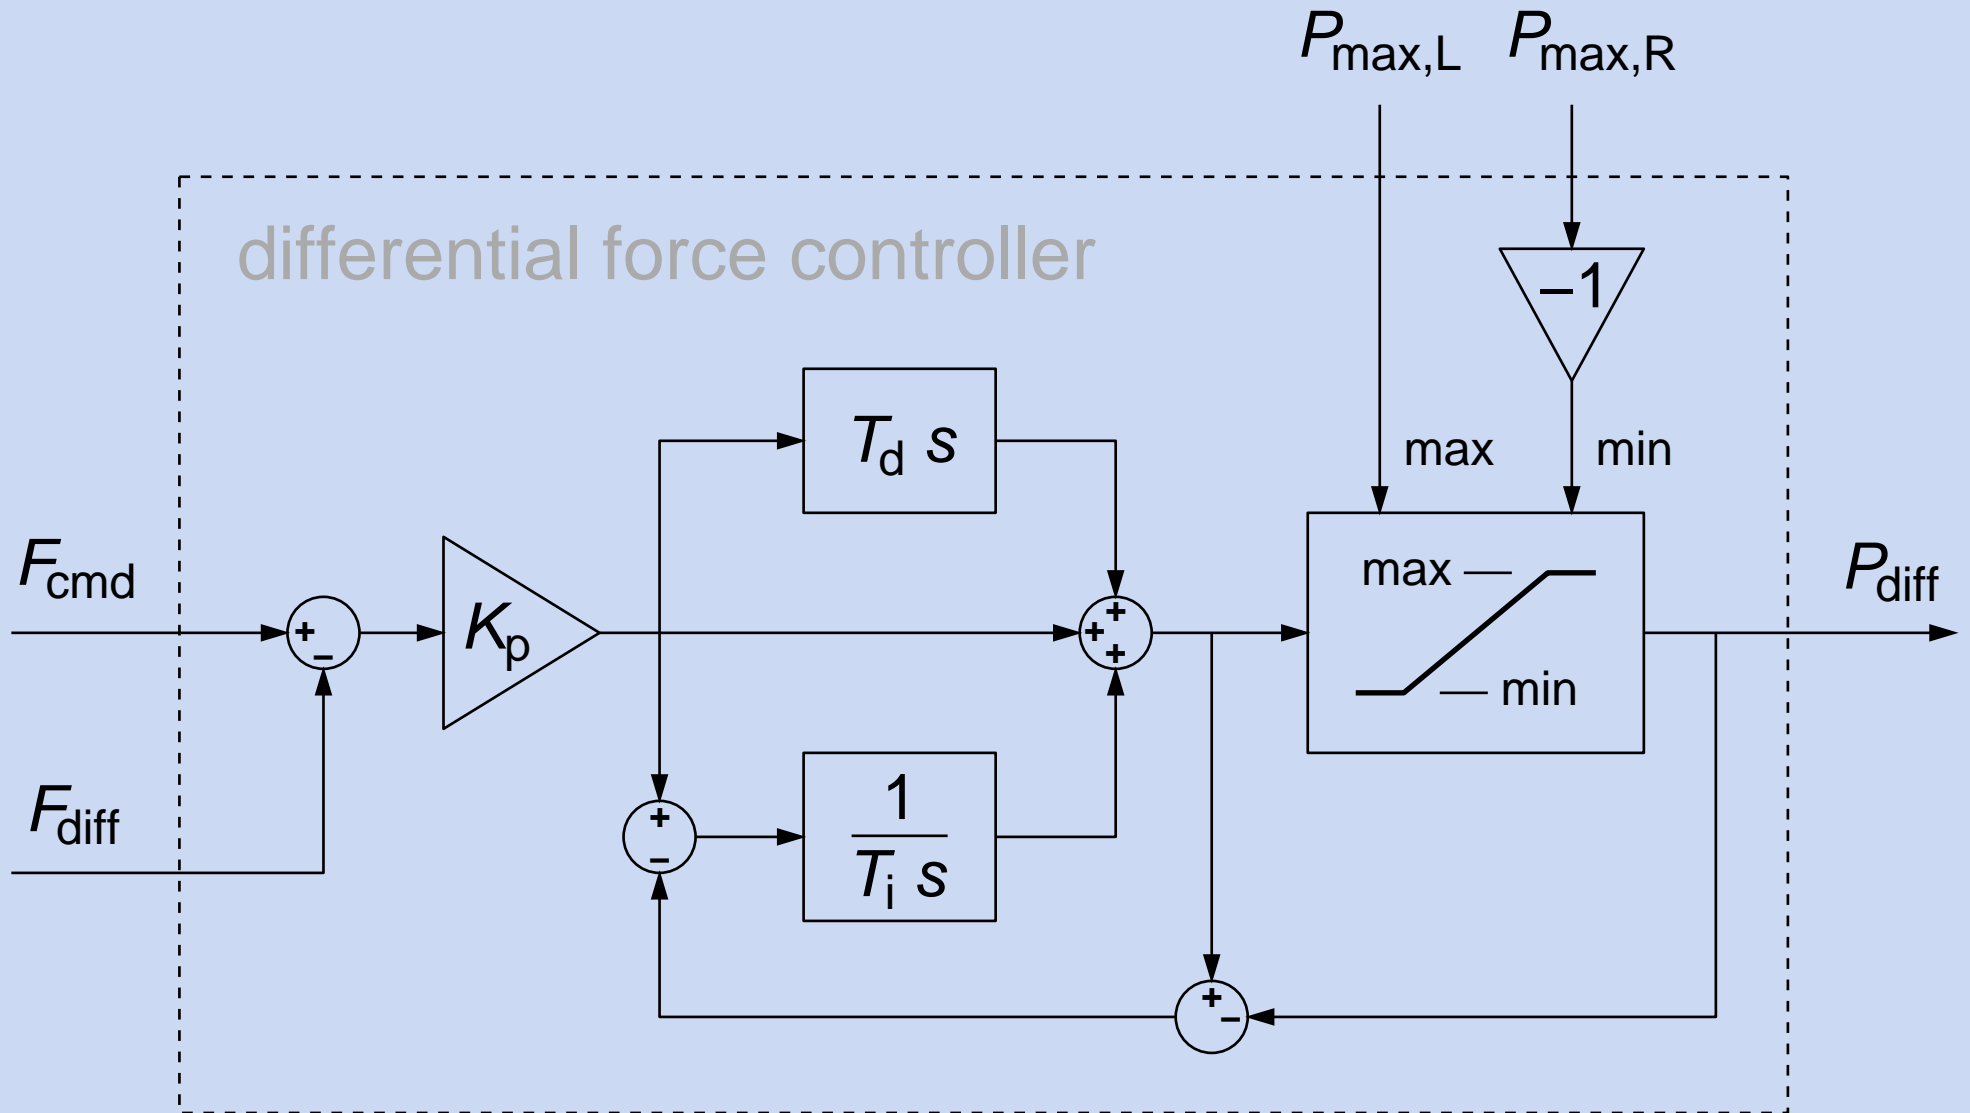 P max,L P max,R
differential force controller
–1
T d s
max min
F cmd
+
–
K p
+
+
+
max
min
P diff
F diff
+
–
1
T i s
+
–